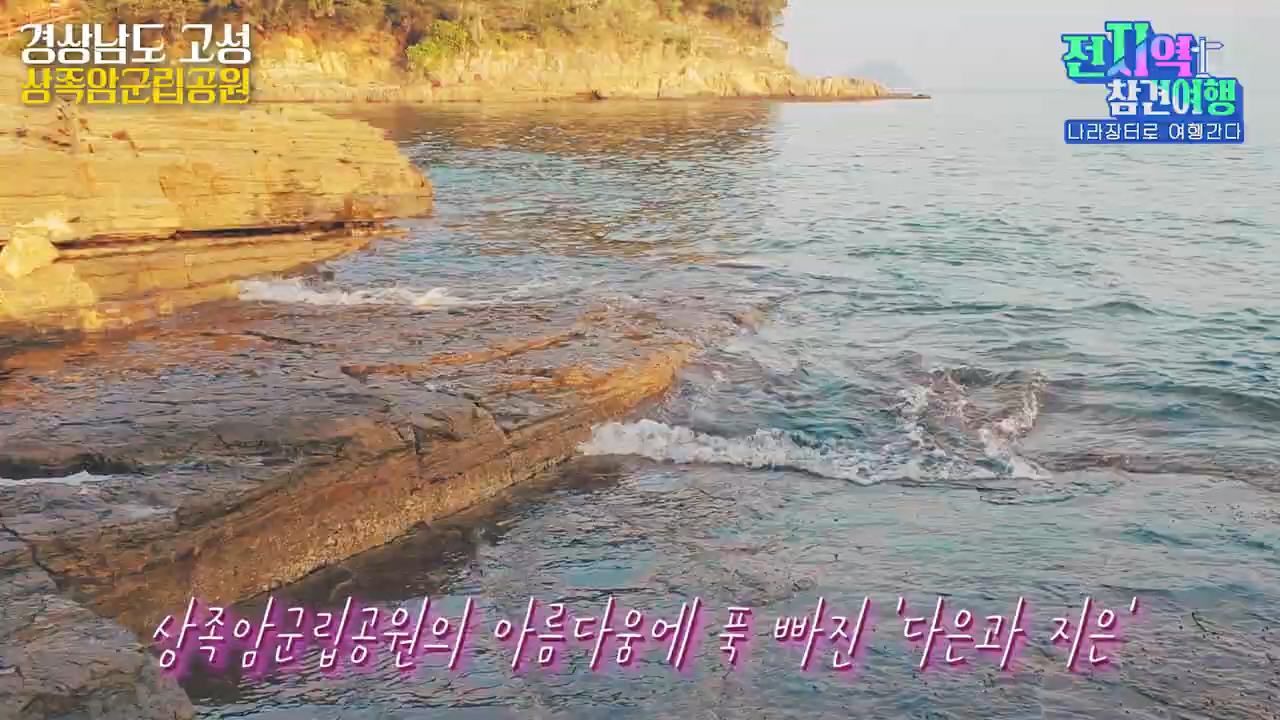 경상남도 고성
상족암군립공원
전지역
참견여행
나라장터로 여행간다
상족암군립공원의 아름다움에 푹 빠진 '다은과 지은'